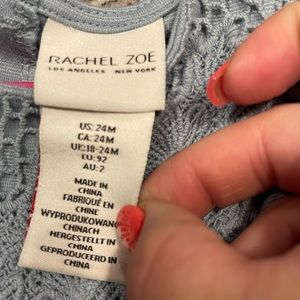 RACHEL ZOE
LOS ANGELES NEW YORK
US: 24M
CA: 24M
UK: 18-24M
EU: 92
AU: 2
MADE IN
CHINA
FABRIQUÉ EN
CHINE
WYPRODUKOWAN
CHINACH
HERGESTELLT IN
CHINA
GEPRODUCEERD IN
CHINA